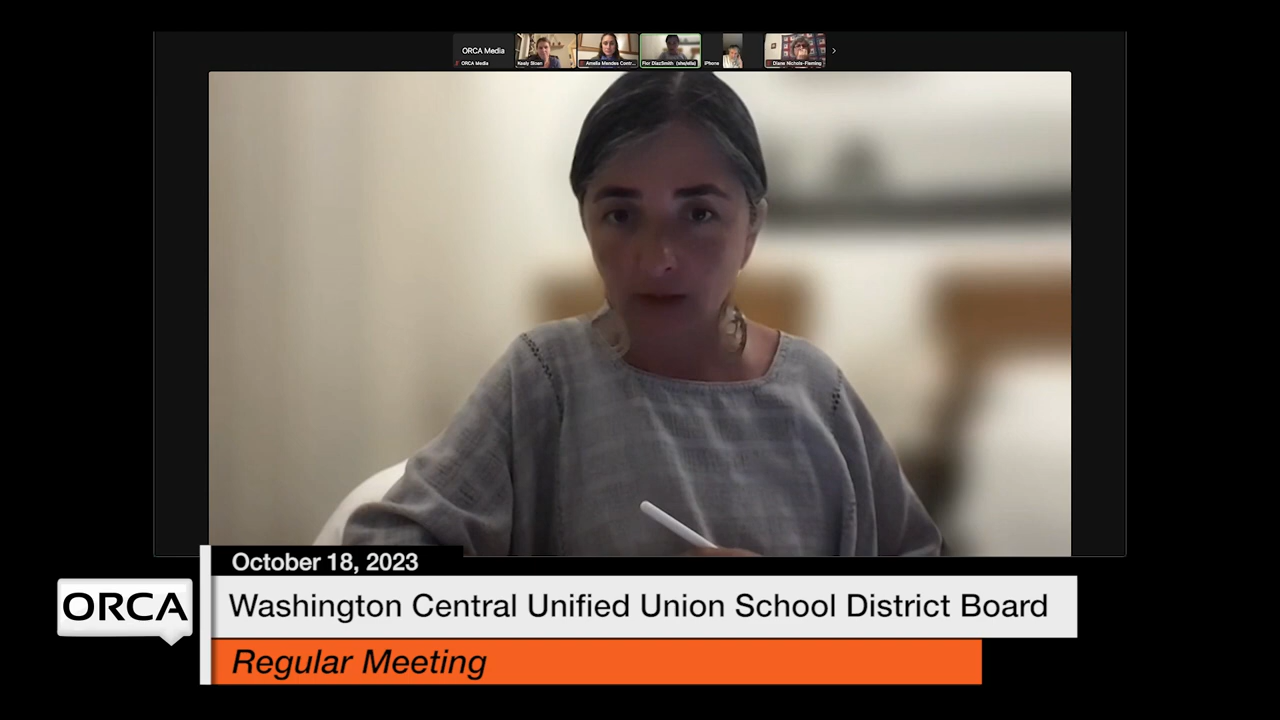 ORCA Media
ORCA Media
Kealy Sloan
Amelia Mendes Contr...
Flor DiazSmith (she/ella)
iPhone
Diane Nichols-Fleming
October 18, 2023
ORCA
Washington Central Unified Union School District Board
Regular Meeting